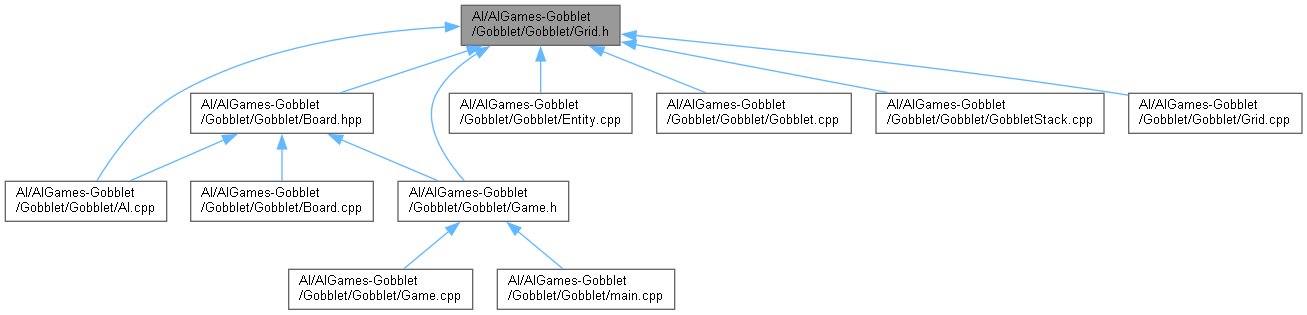 AI/AIGames-Gobblet
/Gobblet/Gobblet/Grid.h
AI/AIGames-Gobblet
/Gobblet/Gobblet/Board.hpp
AI/AIGames-Gobblet
/Gobblet/Gobblet/Entity.cpp
AI/AIGames-Gobblet
/Gobblet/Gobblet/Gobblet.cpp
AI/AIGames-Gobblet
/Gobblet/Gobblet/GobbletStack.cpp
AI/AIGames-Gobblet
/Gobblet/Gobblet/Grid.cpp
AI/AIGames-Gobblet
/Gobblet/Gobblet/AI.cpp
AI/AIGames-Gobblet
/Gobblet/Gobblet/Board.cpp
AI/AIGames-Gobblet
/Gobblet/Gobblet/Game.h
AI/AIGames-Gobblet
/Gobblet/Gobblet/Game.cpp
AI/AIGames-Gobblet
/Gobblet/Gobblet/main.cpp